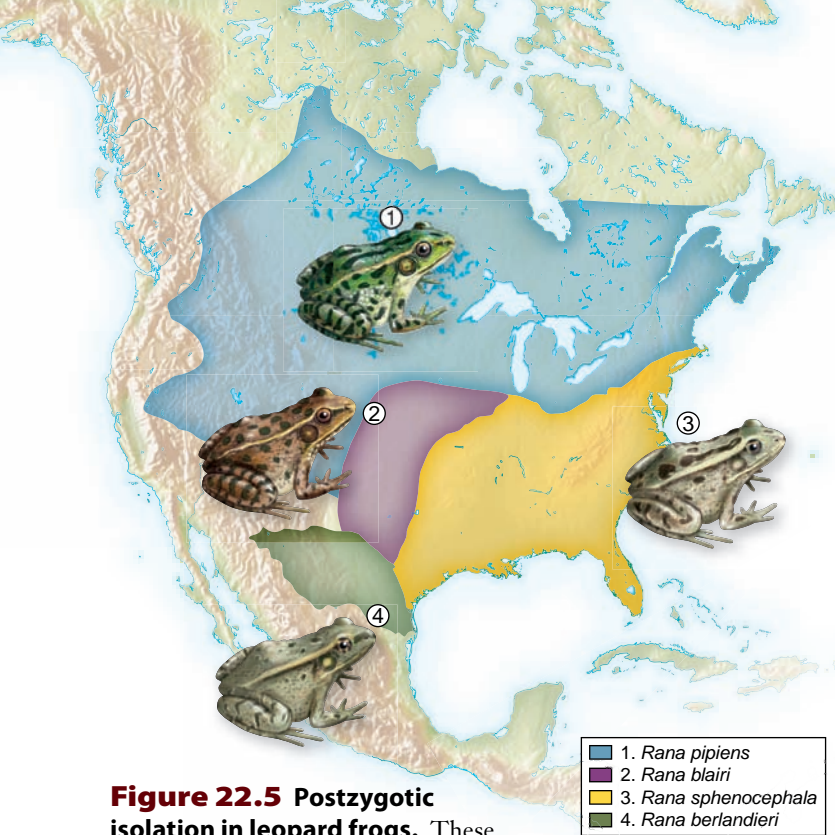 1
2
3
4
1. Rana pipiens
2. Rana blairi
3. Rana sphenocephala
4. Rana berlandieri
Figure 22.5 Postzygotic
isolation in leopard frogs. These